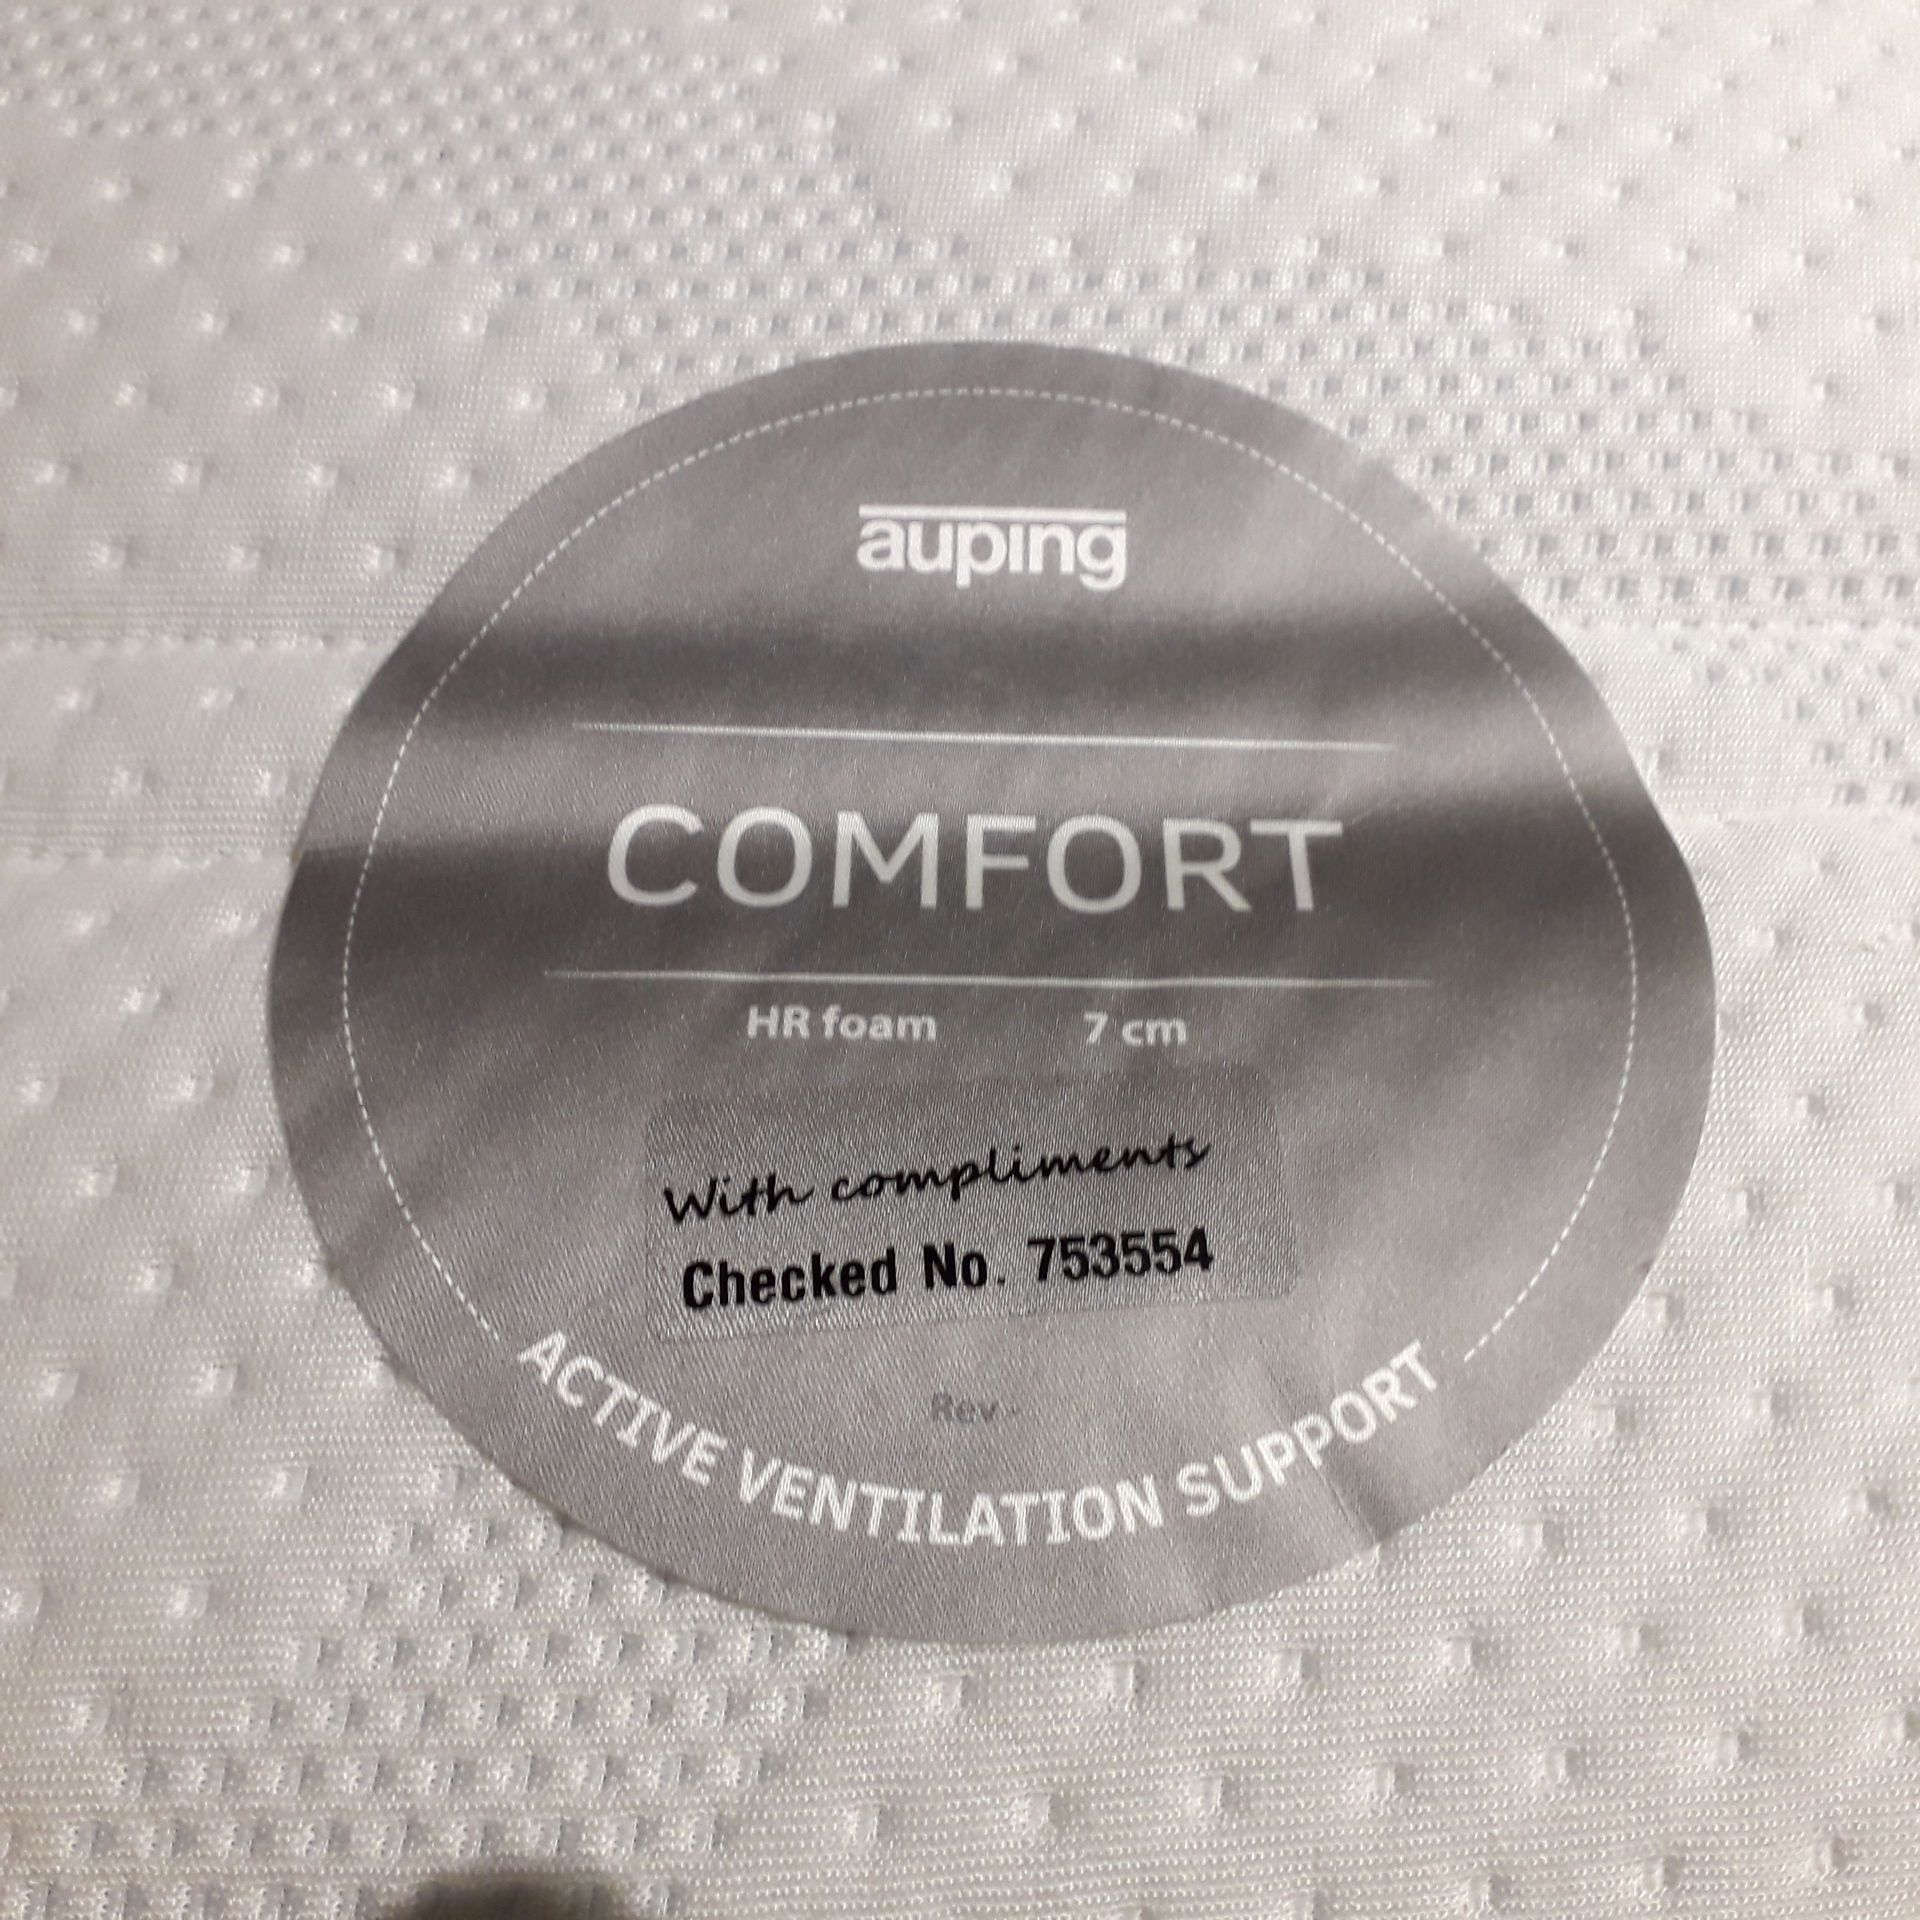 auping
COMFORT
HR foam 7 cm
With compliments
Checked No. 753554
Rev -
ACTIVE VENTILATION SUPPORT